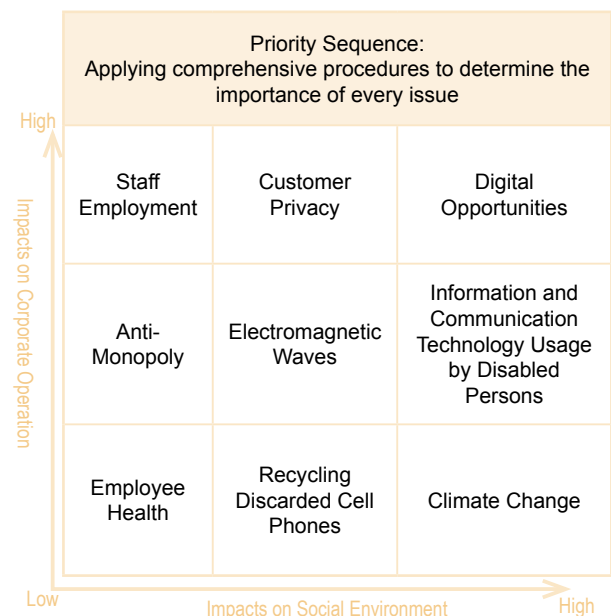 Priority Sequence:
Applying comprehensive procedures to determine the
importance of every issue
High
Impacts on Corporate Operation
Staff
Employment
Customer
Privacy
Digital
Opportunities
Anti-
Monopoly
Electromagnetic
Waves
Information and
Communication
Technology Usage
by Disabled
Persons
Employee
Health
Recycling
Discarded Cell
Phones
Climate Change
Low
Impacts on Social Environment
High